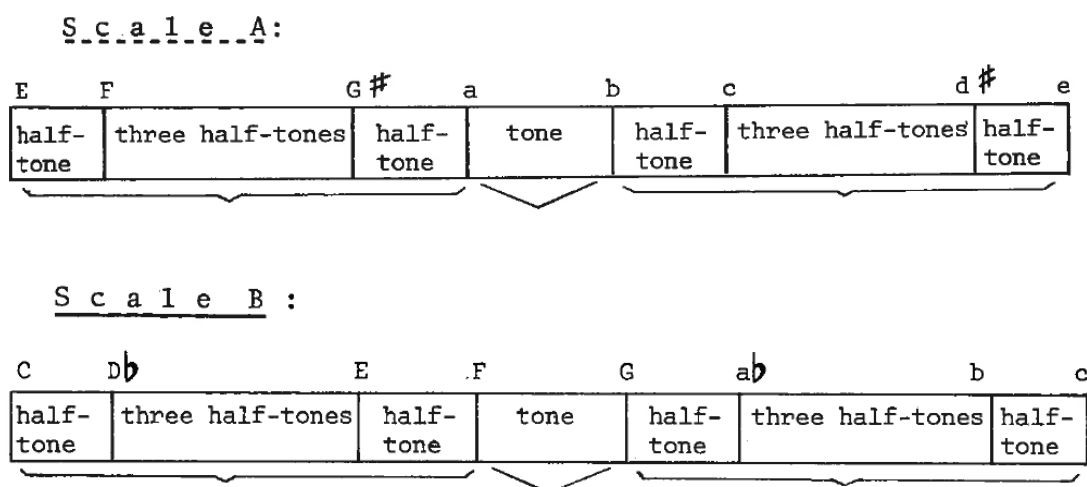 Scale A:
E F G# a b c d# e
half-tone three half-tones half-tone tone half-tone three half-tones half-tone
Scale B :
C D♭ E F G a♭ b c
half-tone three half-tones half-tone tone half-tone three half-tones half-tone